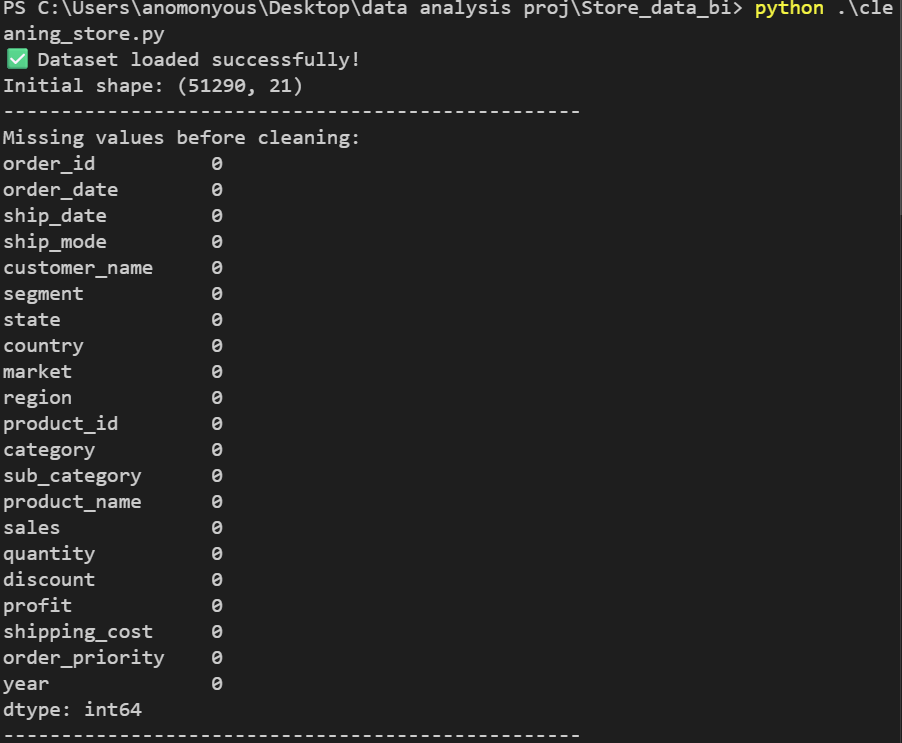 PS C:\Users\anomonyous\Desktop\data analysis proj\Store_data_bi> python .\cle
aning_store.py
✅ Dataset loaded successfully!
Initial shape: (51290, 21)
--------------------------------------------------
Missing values before cleaning:
order_id          0
order_date        0
ship_date         0
ship_mode         0
customer_name     0
segment           0
state             0
country           0
market            0
region            0
product_id        0
category          0
sub_category      0
product_name      0
sales             0
quantity          0
discount          0
profit            0
shipping_cost     0
order_priority    0
year              0
dtype: int64
--------------------------------------------------